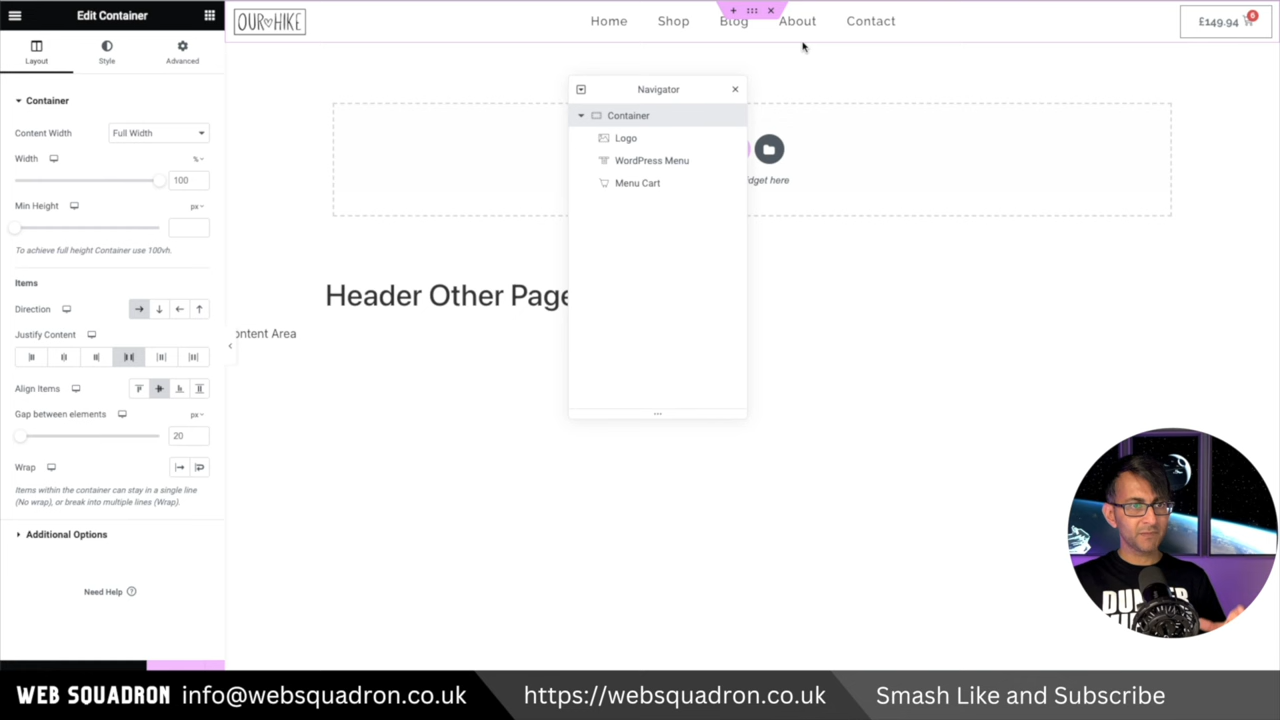 Edit Container
OUR HIKE
Home
Shop
Blog
About
Contact
£149.94
6
Layout
Style
Advanced
Container
Content Width
Full Width
Width
%
100
Min Height
px
To achieve full height Container use 100vh.
Items
Direction
Justify Content
Align Items
Gap between elements
px
20
Wrap
Items within the container can stay in a single line
(No wrap), or break into multiple lines (Wrap).
Additional Options
Need Help
Navigator
Container
Logo
WordPress Menu
Menu Cart
widget here
Header Other Page
ontent Area
WEB SQUADRON
info@websquadron.co.uk
https://websquadron.co.uk
Smash Like and Subscribe